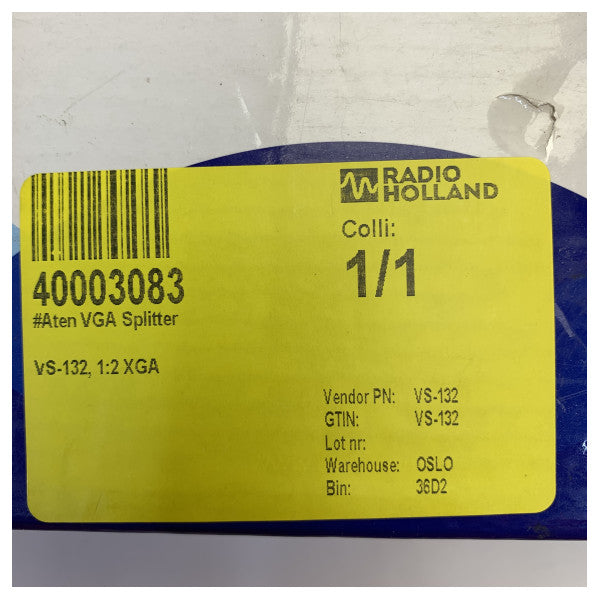 RADIO
HOLLAND
Colli:
1/1
40003083
#Aten VGA Splitter
VS-132, 1:2 XGA
Vendor PN: VS-132
GTIN: VS-132
Lot nr:
Warehouse: OSLO
Bin: 36D2